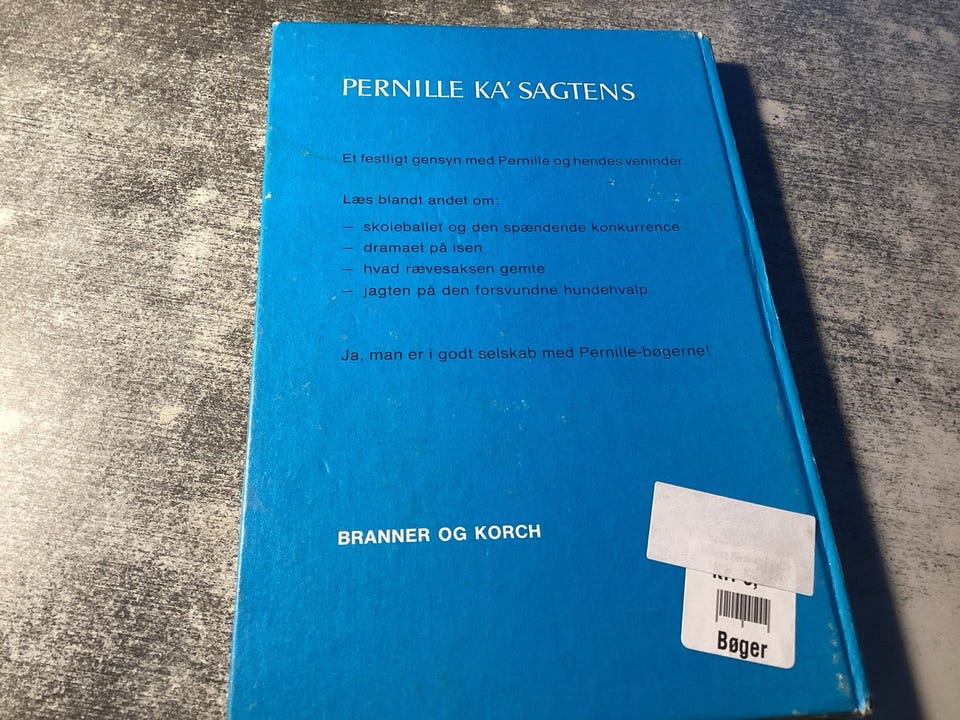 PERNILLE KA' SAGTENS
Et festligt gensyn med Pernille og hendes veninder.
Læs blandt andet om:
— skoleballet og den spændende konkurrence
— dramaet på isen
— hvad rævesaksen gemte
— jagten på den forsvundne hundehvalp
Ja, man er i godt selskab med Pernille-bøgerne!
BRANNER OG KORCH
Bøger